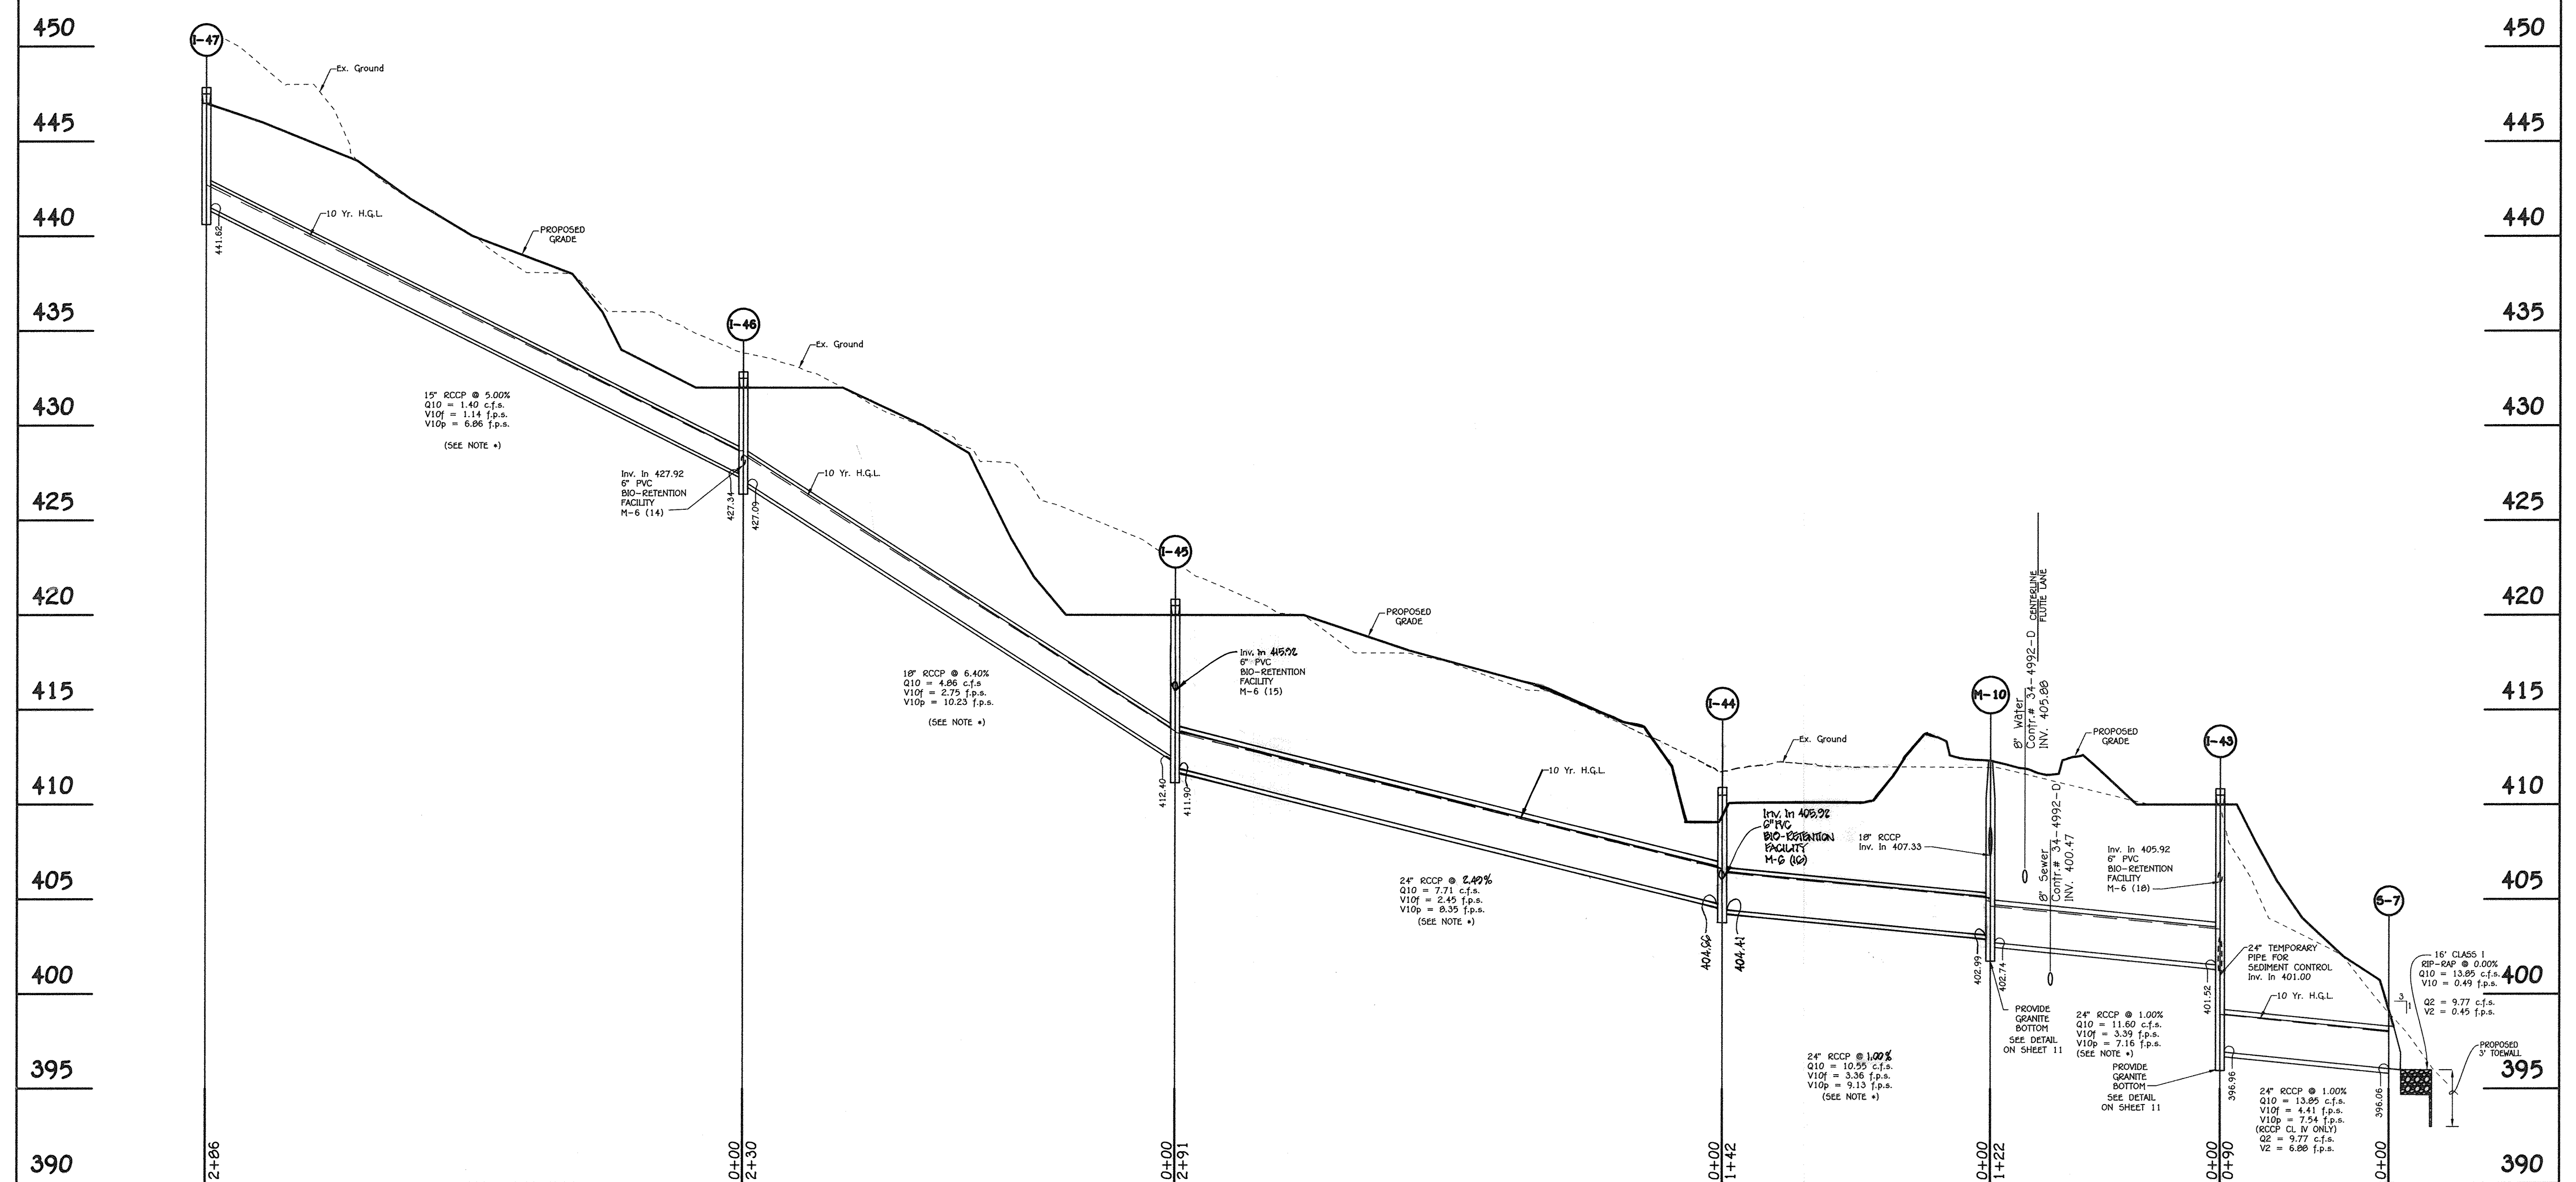 450
445
440
435
430
425
420
415
410
405
400
395
390
I-47
Ex. Ground
441.62
10 Yr. H.G.L.
PROPOSED
GRADE
15" RCCP @ 5.00%
Q10 = 1.40 c.f.s.
V10f = 1.14 f.p.s.
V10p = 6.86 f.p.s.
(SEE NOTE *)
2+86
I-46
Ex. Ground
10 Yr. H.G.L.
Inv. In 427.92
6" PVC
BIO-RETENTION
FACILITY
M-6 (14)
427.34
427.09
0+00
2+30
18" RCCP @ 6.40%
Q10 = 4.86 c.f.s
V10f = 2.75 f.p.s.
V10p = 10.23 f.p.s.
(SEE NOTE *)
I-45
Inv. In 415.92
6" PVC
BIO-RETENTION
FACILITY
M-6 (15)
412.40
411.90
0+00
2+91
PROPOSED
GRADE
10 Yr. H.G.L.
24" RCCP @ 2.49%
Q10 = 7.71 c.f.s.
V10f = 2.45 f.p.s.
V10p = 8.35 f.p.s.
(SEE NOTE *)
I-44
Ex. Ground
Inv. In 405.92
6" PVC
BIO-RETENTION
FACILITY
M-6 (16)
404.66
404.41
0+00
1+42
18" RCCP
Inv. In 407.33
24" RCCP @ 1.00%
Q10 = 10.55 c.f.s.
V10f = 3.36 f.p.s.
V10p = 9.13 f.p.s.
(SEE NOTE *)
M-10
402.99
402.74
PROVIDE
GRANITE
BOTTOM
SEE DETAIL
ON SHEET 11
0+00
1+22
CENTERLINE
FLUTIE LANE
8" Water
Contr.# 34-4992-D
INV. 405.88
8" Sewer
Contr.# 34-4992-D
INV. 400.47
PROPOSED
GRADE
Inv. In 405.92
6" PVC
BIO-RETENTION
FACILITY
M-6 (18)
24" RCCP @ 1.00%
Q10 = 11.60 c.f.s.
V10f = 3.39 f.p.s.
V10p = 7.16 f.p.s.
(SEE NOTE *)
PROVIDE
GRANITE
BOTTOM
SEE DETAIL
ON SHEET 11
I-43
401.52
396.96
24" TEMPORARY
PIPE FOR
SEDIMENT CONTROL
Inv. In 401.00
10 Yr. H.G.L.
0+00
0+90
24" RCCP @ 1.00%
Q10 = 13.85 c.f.s.
V10f = 4.41 f.p.s.
V10p = 7.54 f.p.s.
(RCCP CL IV ONLY)
Q2 = 9.77 c.f.s.
V2 = 6.88 f.p.s.
S-7
396.06
0+00
3
1
16' CLASS I
RIP-RAP @ 0.00%
Q10 = 13.85 c.f.s.
V10 = 0.49 f.p.s.
Q2 = 9.77 c.f.s.
V2 = 0.45 f.p.s.
PROPOSED
3' TOEWALL
450
445
440
435
430
425
420
415
410
405
400
395
390